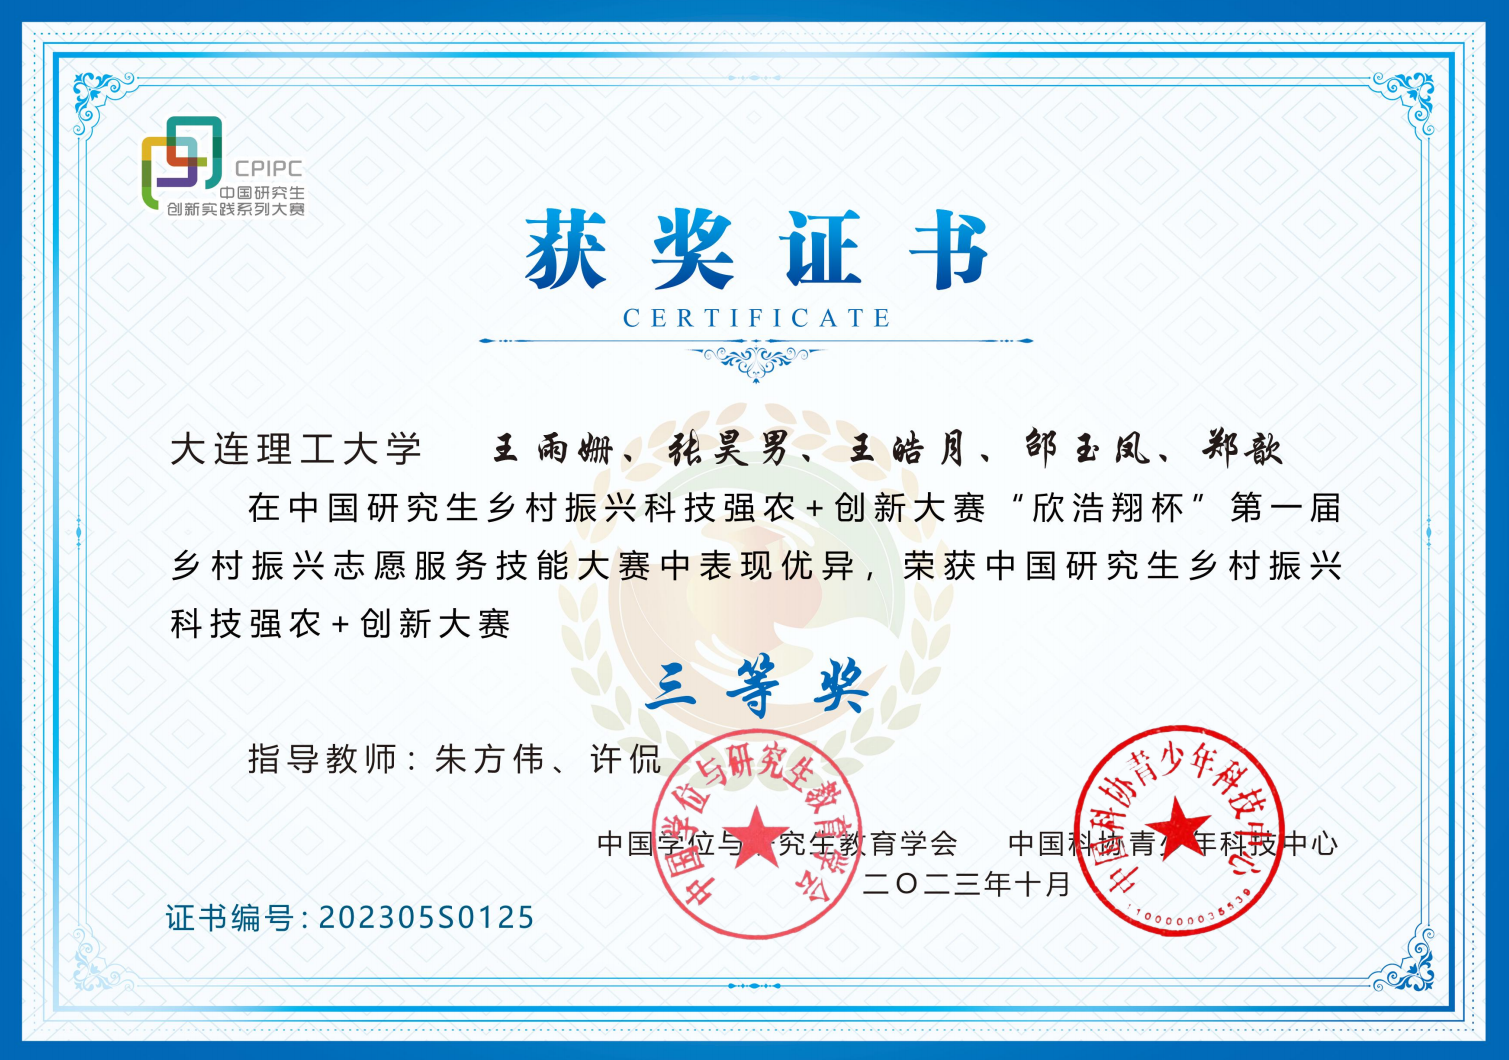 CPIPC
中国研究生
创新实践系列大赛
获奖证书
CERTIFICATE
大连理工大学 王雨姗、张昊男、王皓月、邹玉凤、郑歆
在中国研究生乡村振兴科技强农+创新大赛“欣浩翔杯”第一届
乡村振兴志愿服务技能大赛中表现优异，荣获中国研究生乡村振兴
科技强农+创新大赛
三等奖
指导教师：朱方伟、许侃
中国学位与研究生教育学会 中国科协青少年科技中心
二〇二三年十月
证书编号：202305S0125
中国学位与研究生教育学会
中国科协青少年科技中心